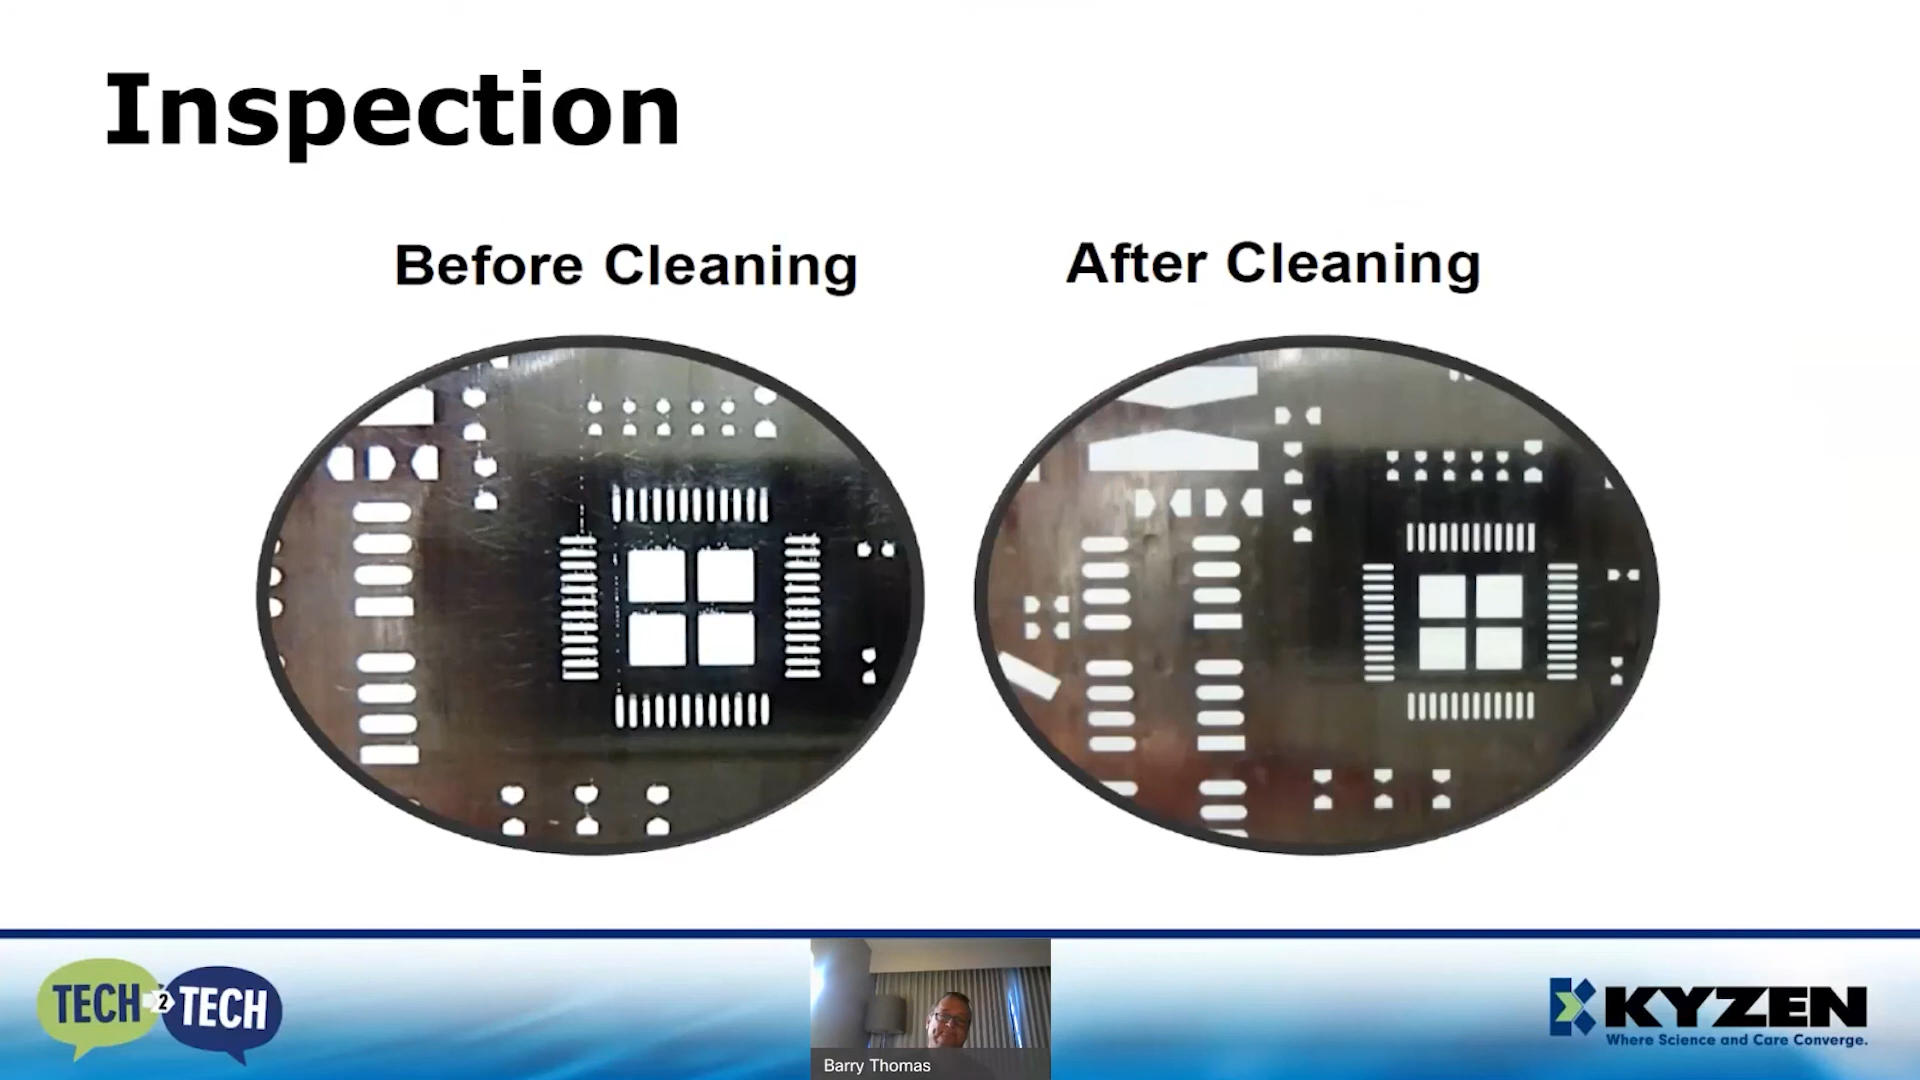 Inspection
Before Cleaning
After Cleaning
TECH 2 TECH
Barry Thomas
KYZEN
Where Science and Care Converge.